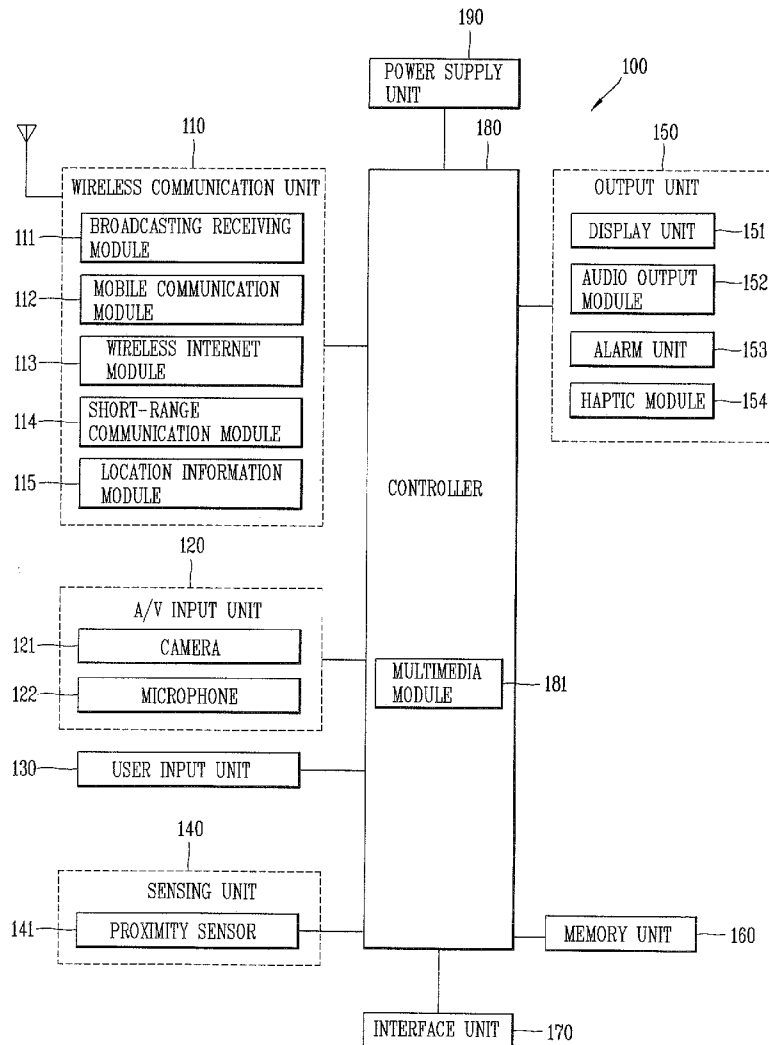 190
POWER SUPPLY
UNIT
100
110
180
150
WIRELESS COMMUNICATION UNIT
111
BROADCASTING RECEIVING
MODULE
112
MOBILE COMMUNICATION
MODULE
113
WIRELESS INTERNET
MODULE
114
SHORT-RANGE
COMMUNICATION MODULE
115
LOCATION INFORMATION
MODULE
OUTPUT UNIT
DISPLAY UNIT
151
AUDIO OUTPUT
MODULE
152
ALARM UNIT
153
HAPTIC MODULE
154
CONTROLLER
120
A/V INPUT UNIT
121
CAMERA
122
MICROPHONE
MULTIMEDIA
MODULE
181
130
USER INPUT UNIT
140
SENSING UNIT
141
PROXIMITY SENSOR
MEMORY UNIT
160
INTERFACE UNIT
170